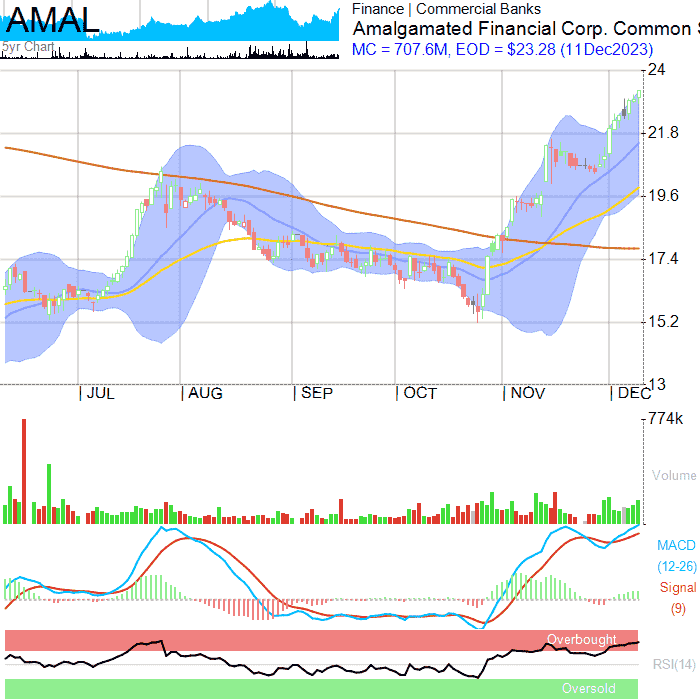 AMAL
5yr Chart
Finance | Commercial Banks
Amalgamated Financial Corp. Common S
MC = 707.6M, EOD = $23.28 (11Dec2023)
24
21.8
19.6
17.4
15.2
13
JUL AUG SEP OCT NOV DEC
774k
Volume
MACD
(12-26)
Signal
(9)
Overbought
RSI(14)
Oversold